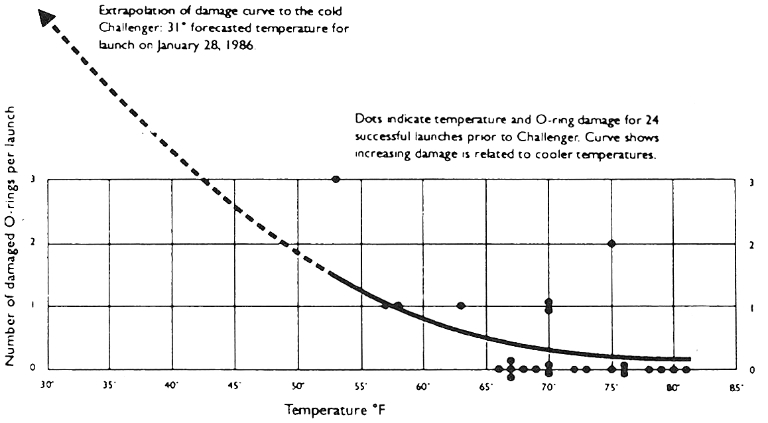 Extrapolation of damage curve to the cold
Challenger: 31° forecasted temperature for
launch on January 28, 1986.
Dots indicate temperature and O-ring damage for 24
successful launches prior to Challenger. Curve shows
increasing damage is related to cooler temperatures.
Number of damaged O-rings per launch
3
2
1
0
3
2
1
0
30° 35° 40° 45° 50° 55° 60° 65° 70° 75° 80° 85°
Temperature °F